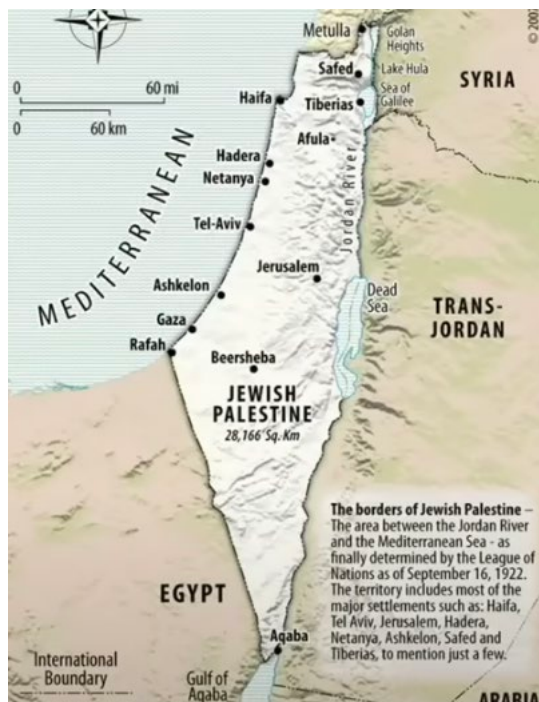 © 2007
Metulla
Golan
Heights
Safed
Lake Hula
SYRIA
0 60 mi
0 60 km
Haifa
Tiberias
Sea of
Galilee
Afula
MEDITERRANEAN
Hadera
Netanya
Jordan River
Tel-Aviv
Jerusalem
Ashkelon
Dead
Sea
TRANS-
JORDAN
Gaza
Rafah
Beersheba
JEWISH
PALESTINE
28,166 Sq. Km
The borders of Jewish Palestine –
The area between the Jordan River
and the Mediterranean Sea - as
finally determined by the League of
Nations as of September 16, 1922.
The territory includes most of the
major settlements such as: Haifa,
Tel Aviv, Jerusalem, Hadera,
Netanya, Ashkelon, Safed and
Tiberias, to mention just a few.
EGYPT
Aqaba
International
Boundary
Gulf of
Aqaba
ARABIA